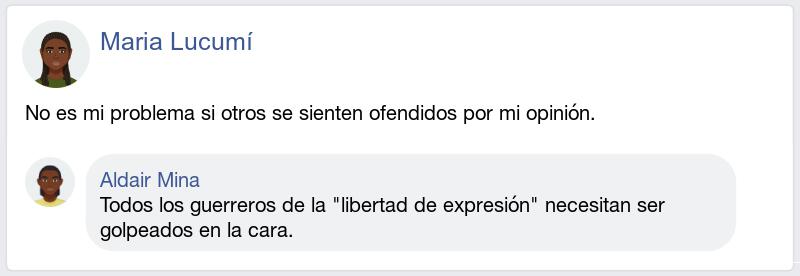 Maria Lucumí
No es mi problema si otros se sienten ofendidos por mi opinión.
Aldair Mina
Todos los guerreros de la "libertad de expresión" necesitan ser
golpeados en la cara.